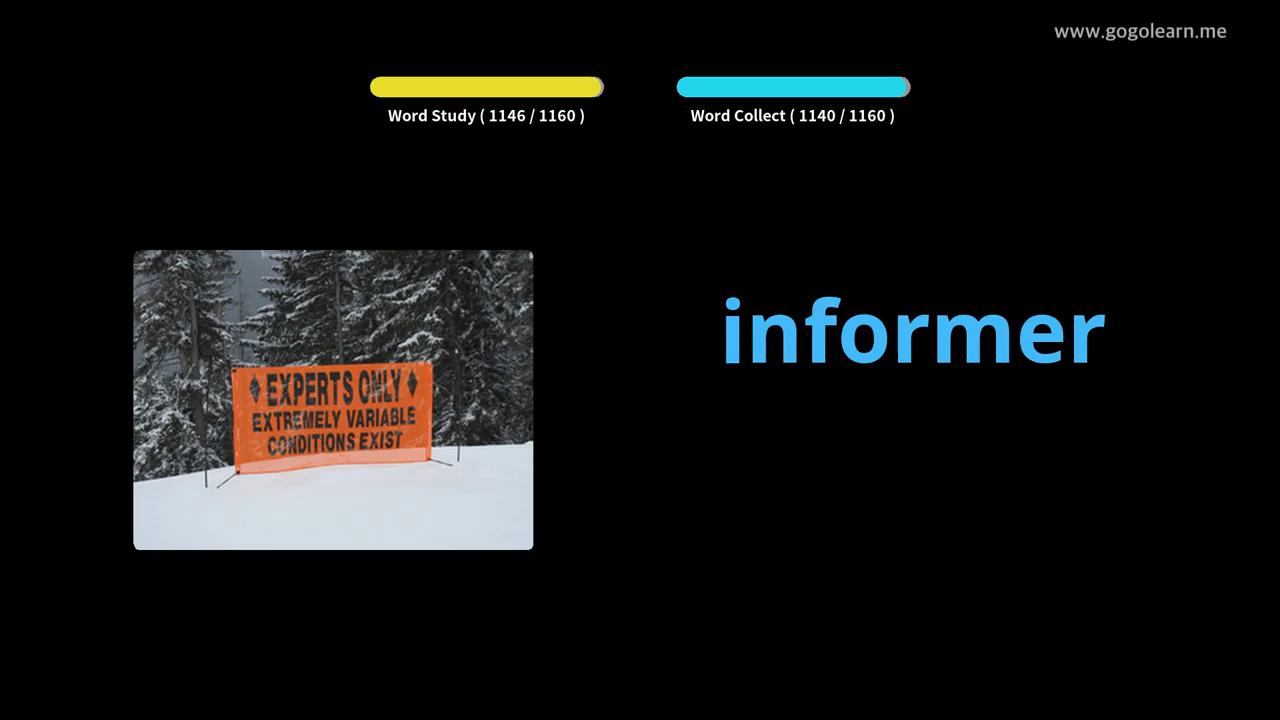 www.gogolearn.me
Word Study ( 1146 / 1160 )
Word Collect ( 1140 / 1160 )
EXPERTS ONLY
EXTREMELY VARIABLE
CONDITIONS EXIST
informer